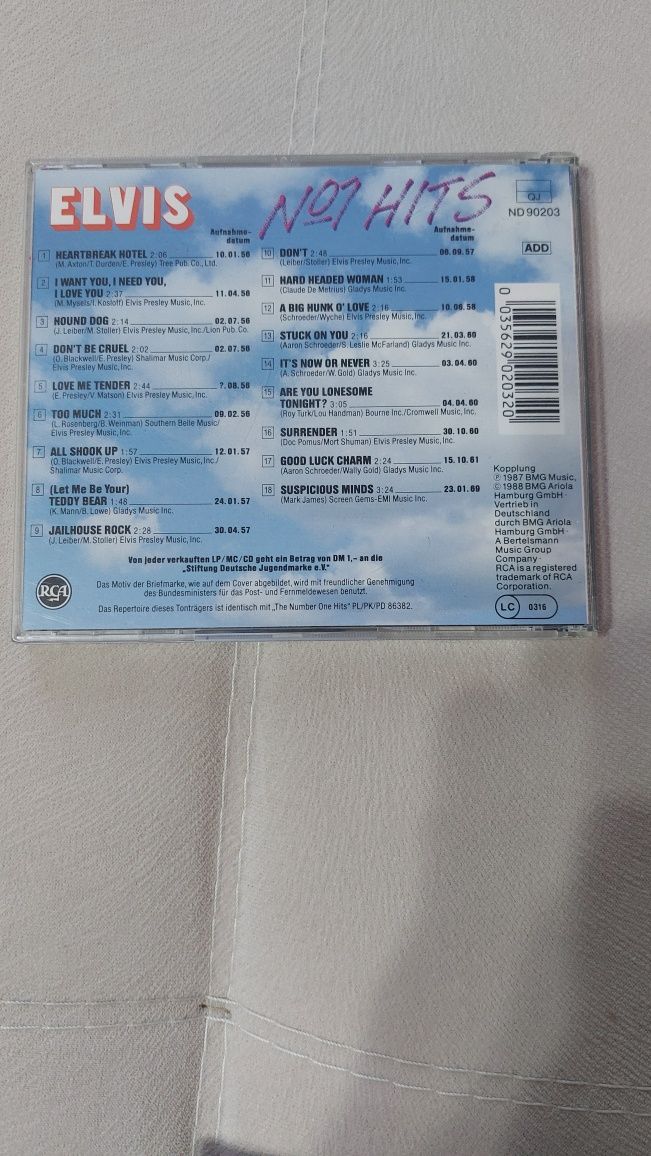 ELVIS
No1 HITS
QJ
ND 90203
ADD
Aufnahme-
datum
1 HEARTBREAK HOTEL 2:06 10.01.56
(M. Axton/T. Durden/E. Presley) Tree Pub. Co., Ltd.
2 I WANT YOU, I NEED YOU,
I LOVE YOU 2:37 11.04.56
(M. Mysels/I. Kosloff) Elvis Presley Music, Inc.
3 HOUND DOG 2:14 02.07.56
(J. Leiber/M. Stoller) Elvis Presley Music, Inc./Lion Pub. Co.
4 DON'T BE CRUEL 2:02 02.07.56
(O. Blackwell/E. Presley) Shalimar Music Corp./
Elvis Presley Music, Inc.
5 LOVE ME TENDER 2:44 ?.08.56
(E. Presley/V. Matson) Elvis Presley Music, Inc.
6 TOO MUCH 2:31 09.02.56
(L. Rosenberg/B. Weinman) Southern Belle Music/
Elvis Presley Music, Inc.
7 ALL SHOOK UP 1:57 12.01.57
(O. Blackwell/E. Presley) Elvis Presley Music, Inc./
Shalimar Music Corp.
8 (Let Me Be Your)
TEDDY BEAR 1:48 24.01.57
(K. Mann/B. Lowe) Gladys Music, Inc.
9 JAILHOUSE ROCK 2:28 30.04.57
(J. Leiber/M. Stoller) Elvis Presley Music, Inc.
Aufnahme-
datum
10 DON'T 2:48 06.09.57
(Leiber/Stoller) Elvis Presley Music, Inc.
11 HARD HEADED WOMAN 1:53 15.01.58
(Claude De Metrius) Gladys Music, Inc.
12 A BIG HUNK O' LOVE 2:16 10.06.58
(Schroeder/Wyche) Elvis Presley Music, Inc.
13 STUCK ON YOU 2:16 21.03.60
(Aaron Schroeder/S. Leslie McFarland) Gladys Music, Inc.
14 IT'S NOW OR NEVER 3:25 03.04.60
(A. Schroeder/W. Gold) Gladys Music, Inc.
15 ARE YOU LONESOME
TONIGHT? 3:05 04.04.60
(Roy Turk/Lou Handman) Bourne Inc./Cromwell Music, Inc.
16 SURRENDER 1:51 30.10.60
(Doc Pomus/Mort Shuman) Elvis Presley Music, Inc.
17 GOOD LUCK CHARM 2:24 15.10.61
(Aaron Schroeder/Wally Gold) Gladys Music, Inc.
18 SUSPICIOUS MINDS 3:24 23.01.69
(Mark James) Screen Gems-EMI Music, Inc.
0 035629 020320
Kopplung
℗ 1987 BMG Music,
© 1988 BMG Ariola
Hamburg GmbH ·
Vertrieb in
Deutschland
durch BMG Ariola
Hamburg GmbH ·
A Bertelsmann
Music Group
Company ·
RCA is a registered
trademark of RCA
Corporation.
LC 0316
Von jeder verkauften LP/MC/CD geht ein Betrag von DM 1,– an die
„Stiftung Deutsche Jugendmarke e.V."
Das Motiv der Briefmarke, wie auf dem Cover abgebildet, wird mit freundlicher Genehmigung
des Bundesministers für das Post- und Fernmeldewesen benutzt.
Das Repertoire dieses Tonträgers ist identisch mit „The Number One Hits" PL/PK/PD 86382.
RCA